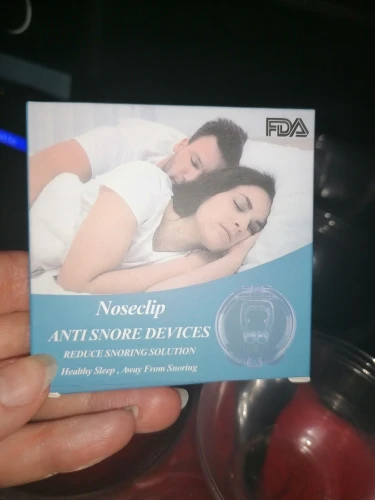 FDA
Noseclip
ANTI SNORE DEVICES
REDUCE SNORING SOLUTION
Healthy Sleep , Away From Snoring